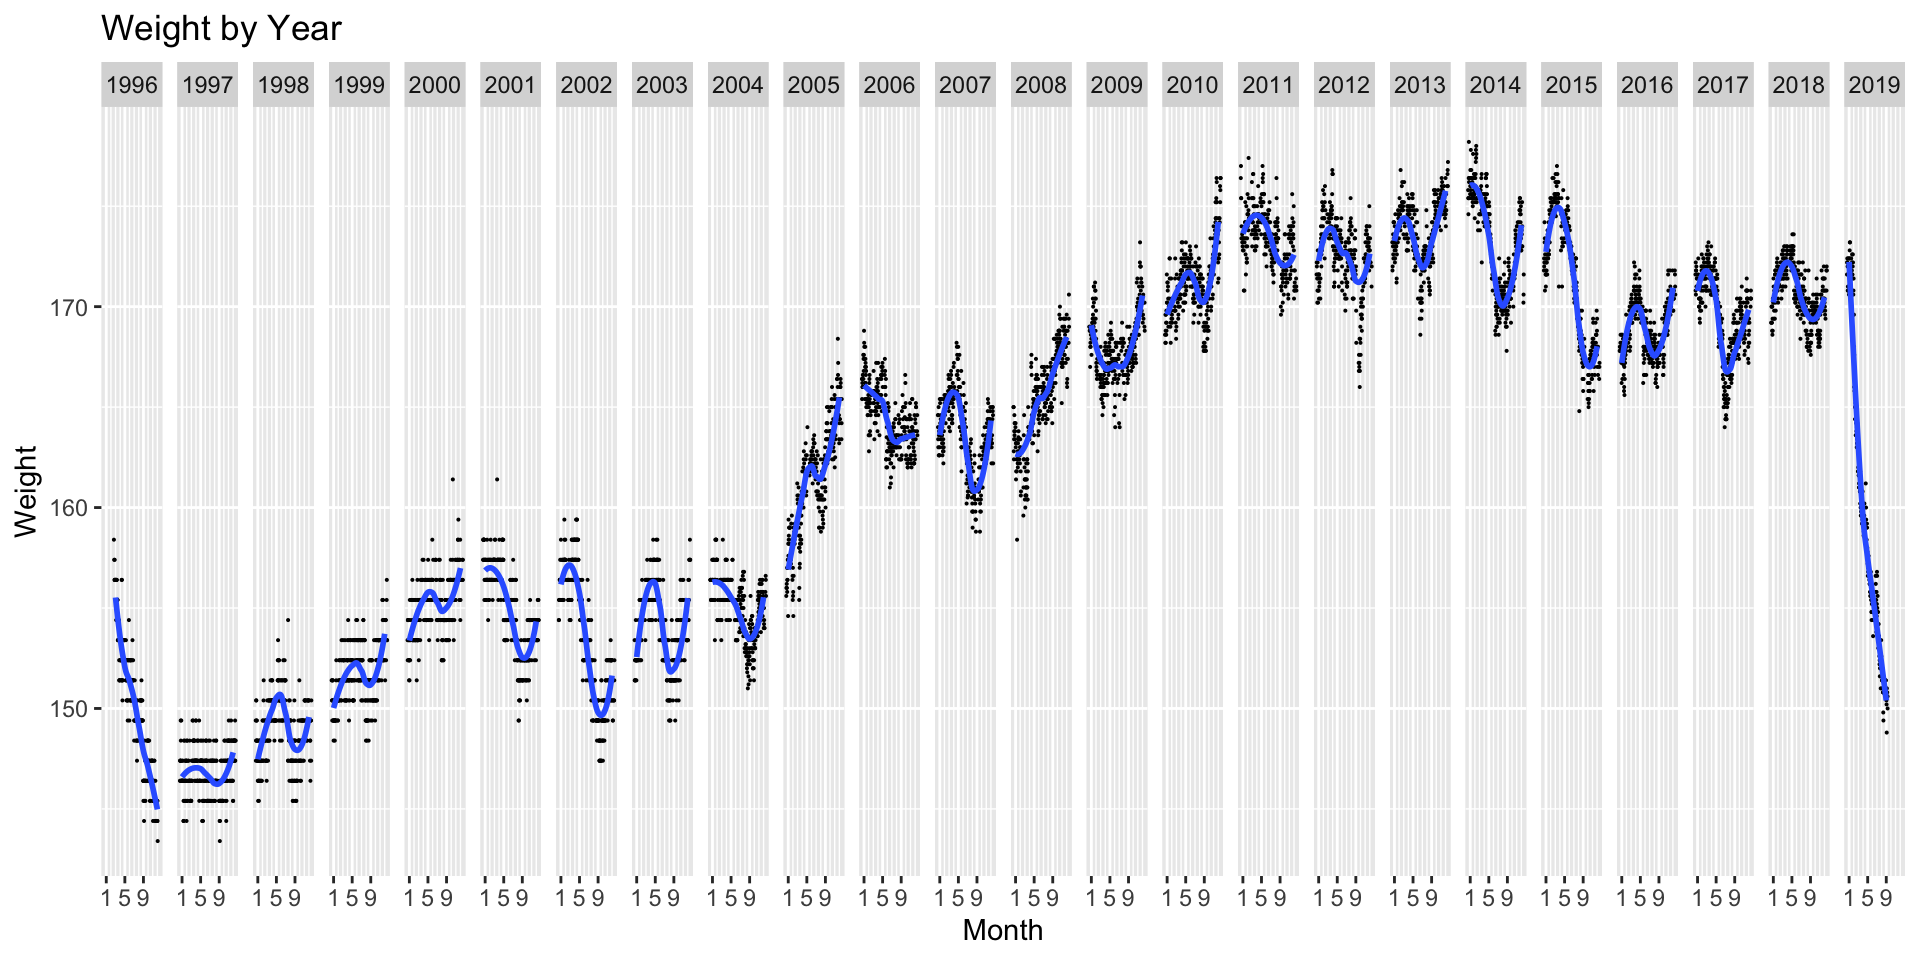 Weight by Year
1996 1997 1998 1999 2000 2001 2002 2003 2004 2005 2006 2007 2008 2009 2010 2011 2012 2013 2014 2015 2016 2017 2018 2019
170
160
150
Weight
1 5 9 1 5 9 1 5 9 1 5 9 1 5 9 1 5 9 1 5 9 1 5 9 1 5 9 1 5 9 1 5 9 1 5 9 1 5 9 1 5 9 1 5 9 1 5 9 1 5 9 1 5 9 1 5 9 1 5 9 1 5 9 1 5 9 1 5 9 1 5 9
Month